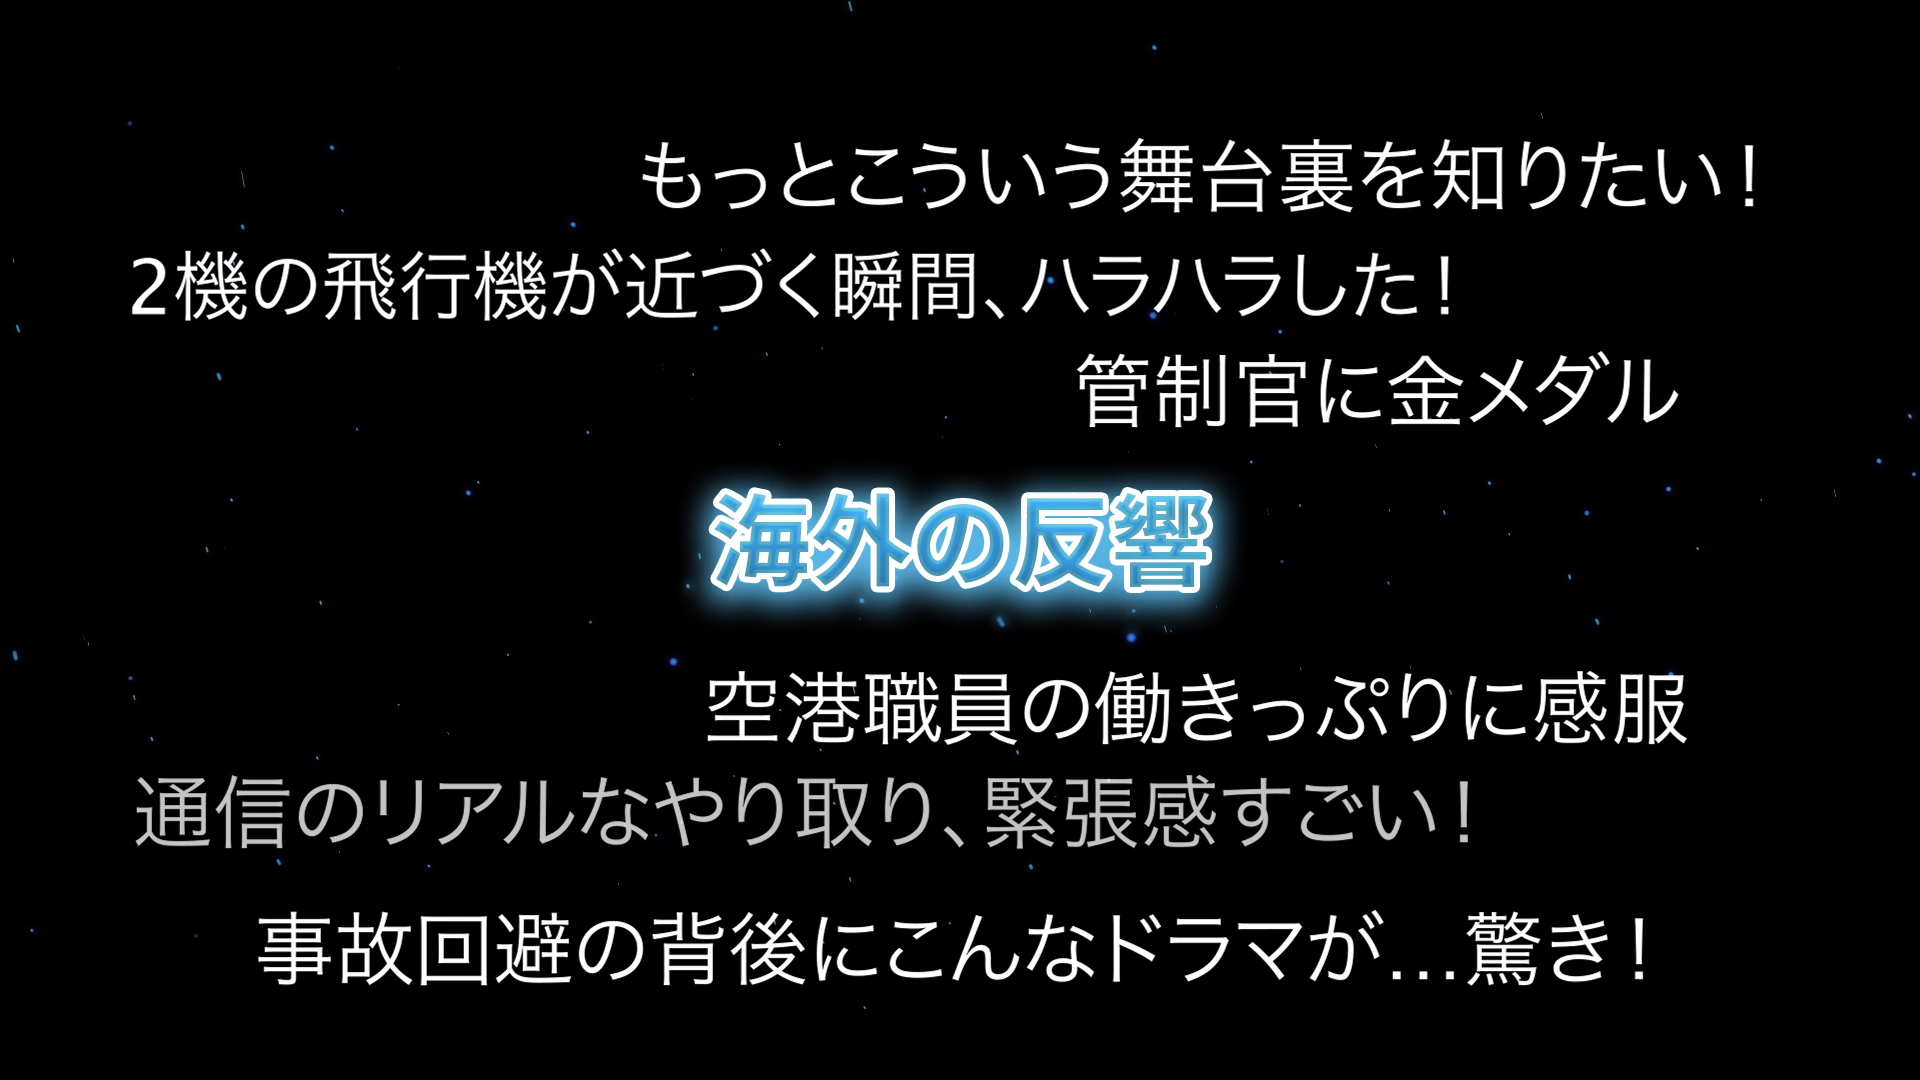 もっとこういう舞台裏を知りたい！
2機の飛行機が近づく瞬間、ハラハラした！
管制官に金メダル
海外の反響
空港職員の働きっぷりに感服
通信のリアルなやり取り、緊張感すごい！
事故回避の背後にこんなドラマが…驚き！